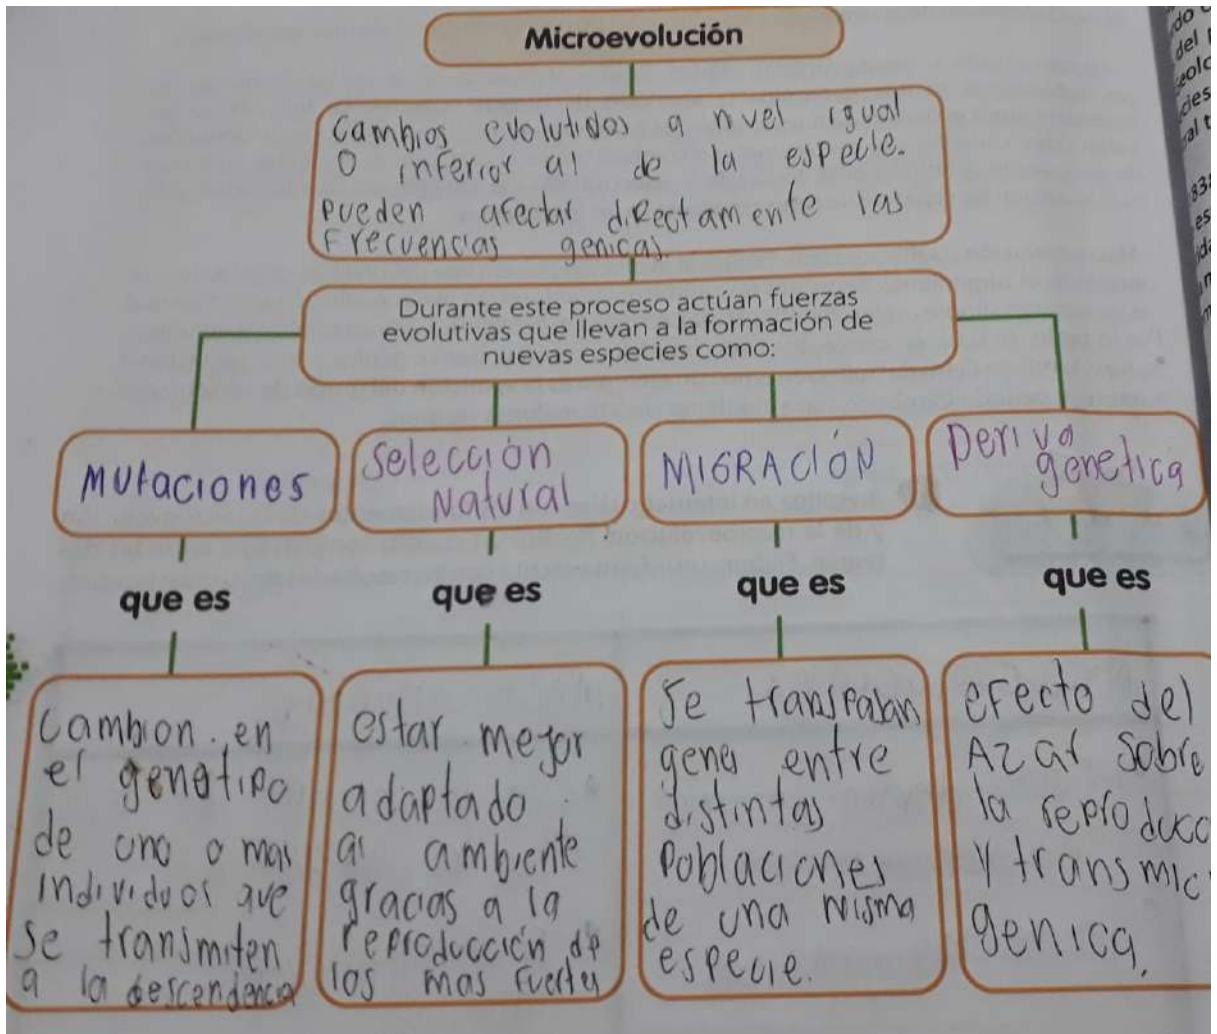 Microevolución
Cambios evolutivos a nivel igual
o inferior al de la especie.
pueden afectar directamente las
Frecuencias genicas.
Durante este proceso actúan fuerzas
evolutivas que llevan a la formación de
nuevas especies como:
Mutaciones
Selección
Natural
MIGRACIÓN
Deriva
genetica
que es
que es
que es
que es
Cambion en
el genotipo
de uno o mas
individuos que
se transmiten
a la descendencia
estar mejor
adaptado
al ambiente
gracias a la
reproducción de
los mas fuertes
Se
genes entre
distintas
Poblaciones
de una misma
especie.
efecto del
Azar sobre
la reproducc
y transmic
genica.